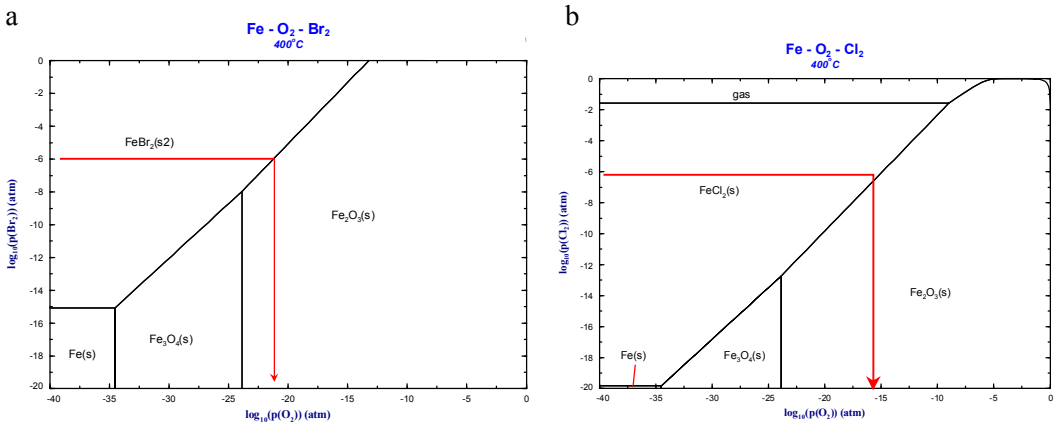 a
Fe - O₂ - Br₂
400°C
0
-2
-4
-6
-8
-10
-12
-14
-16
-18
-20
log₁₀(p(Br₂)) (atm)
FeBr₂(s2)
Fe₂O₃(s)
Fe₃O₄(s)
Fe(s)
-40
-35
-30
-25
-20
-15
-10
-5
0
log₁₀(p(O₂)) (atm)
b
Fe - O₂ - Cl₂
400°C
0
-2
-4
-6
-8
-10
-12
-14
-16
-18
-20
log₁₀(p(Cl₂)) (atm)
gas
FeCl₂(s)
Fe₂O₃(s)
Fe(s)
Fe₃O₄(s)
-40
-35
-30
-25
-20
-15
-10
-5
0
log₁₀(p(O₂)) (atm)